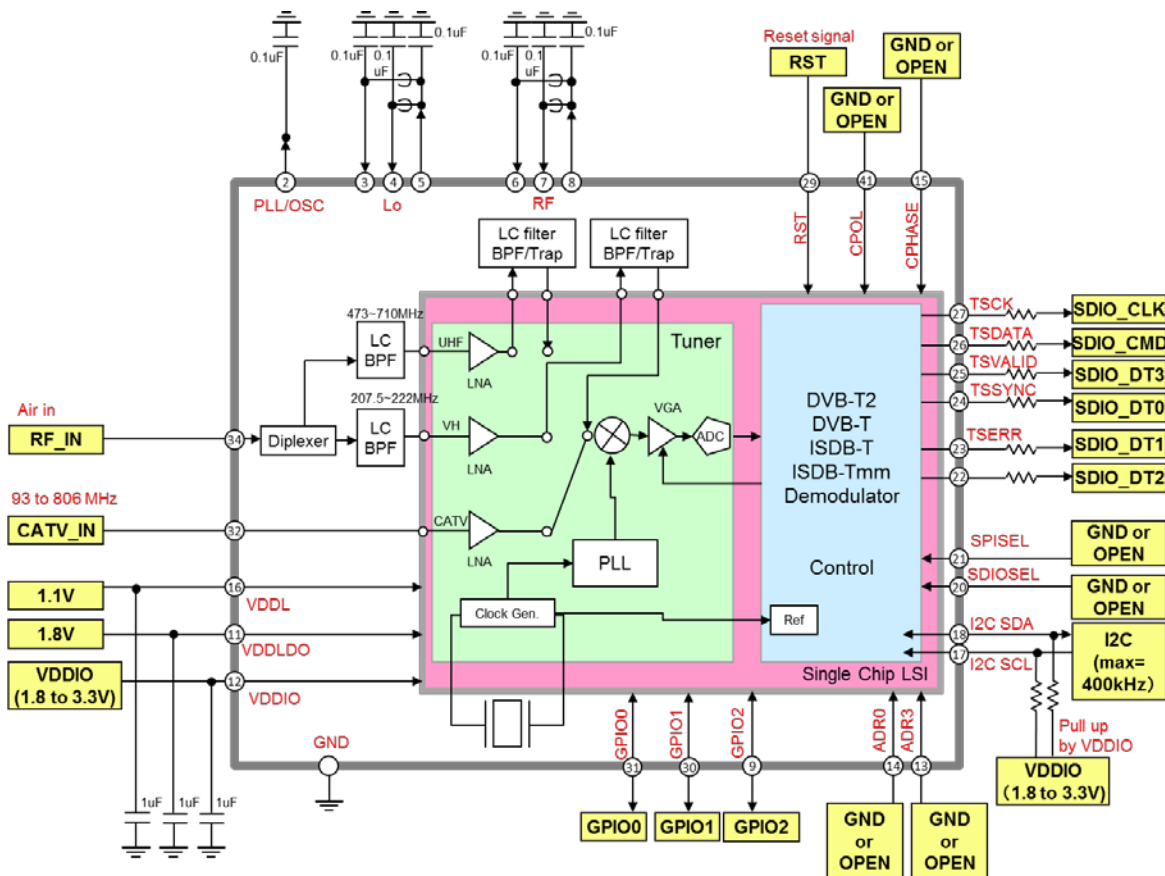 0.1uF
0.1uF
0.1
uF
0.1uF
0.1uF
0.1
uF
0.1uF
Reset signal
RST
GND or
OPEN
GND or
OPEN
2
3
4
5
6
7
8
29
41
15
PLL/OSC
Lo
RF
RST
CPOL
CPHASE
LC filter
BPF/Trap
LC filter
BPF/Trap
473~710MHz
LC
BPF
UHF
LNA
Tuner
207.5~222MHz
LC
BPF
VH
LNA
VGA
ADC
Air in
RF_IN
34
Diplexer
93 to 806 MHz
CATV_IN
32
CATV
LNA
PLL
Clock Gen.
DVB-T2
DVB-T
ISDB-T
ISDB-Tmm
Demodulator
Control
Ref
Single Chip LSI
27
TSCK
SDIO_CLK
26
TSDATA
SDIO_CMD
25
TSVALID
SDIO_DT3
24
TSSYNC
SDIO_DT0
23
TSERR
SDIO_DT1
22
SDIO_DT2
21
SPISEL
GND or
OPEN
20
SDIOSEL
GND or
OPEN
18
I2C SDA
17
I2C SCL
I2C
(max=
400kHz)
Pull up
by VDDIO
VDDIO
(1.8 to 3.3V)
1.1V
16
VDDL
1.8V
11
VDDLDO
VDDIO
(1.8 to 3.3V)
12
VDDIO
GND
1uF
1uF
1uF
GPIO0
GPIO1
GPIO2
ADR0
ADR3
31
30
9
14
13
GPIO0
GPIO1
GPIO2
GND
or
OPEN
GND
or
OPEN